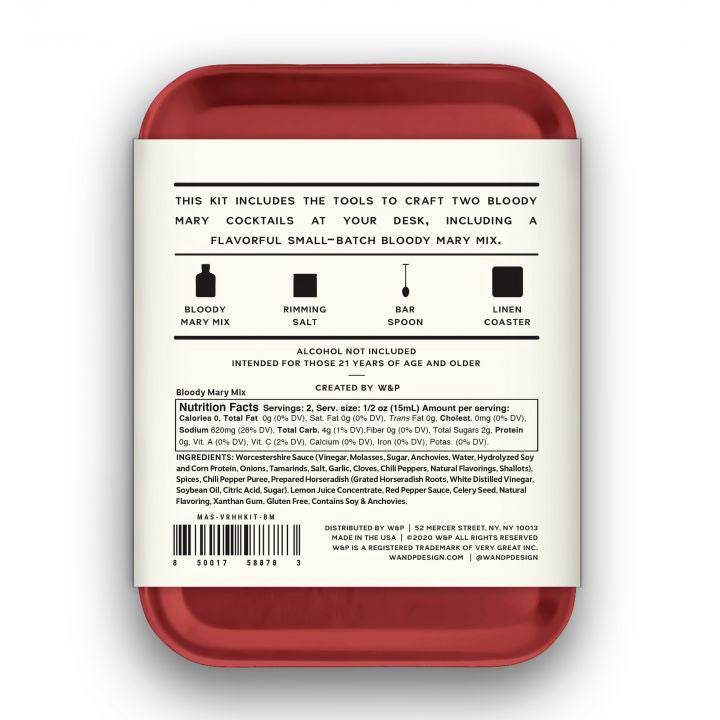 THIS KIT INCLUDES THE TOOLS TO CRAFT TWO BLOODY
MARY COCKTAILS AT YOUR DESK, INCLUDING A
FLAVORFUL SMALL-BATCH BLOODY MARY MIX.
BLOODY MARY MIX
RIMMING SALT
BAR SPOON
LINEN COASTER
ALCOHOL NOT INCLUDED
INTENDED FOR THOSE 21 YEARS OF AGE AND OLDER
CREATED BY W&P
Bloody Mary Mix
Nutrition Facts Servings: 2, Serv. size: 1/2 oz (15mL) Amount per serving:
Calories 0, Total Fat 0g (0% DV), Sat. Fat 0g (0% DV), Trans Fat 0g, Cholest. 0mg (0% DV),
Sodium 620mg (26% DV), Total Carb. 4g (1% DV),Fiber 0g (0% DV), Total Sugars 2g, Protein
0g, Vit. A (0% DV), Vit. C (2% DV), Calcium (0% DV), Iron (0% DV), Potas. (0% DV).
INGREDIENTS: Worcestershire Sauce (Vinegar, Molasses, Sugar, Anchovies, Water, Hydrolyzed Soy
and Corn Protein, Onions, Tamarinds, Salt, Garlic, Cloves, Chili Peppers, Natural Flavorings, Shallots),
Spices, Chili Pepper Puree, Prepared Horseradish (Grated Horseradish Roots, White Distilled Vinegar,
Soybean Oil, Citric Acid, Sugar). Lemon Juice Concentrate, Red Pepper Sauce, Celery Seed, Natural
Flavoring, Xanthan Gum. Gluten Free. Contains Soy & Anchovies.
MAS-VRHHKIT-BM
8 50017 58878 3
DISTRIBUTED BY W&P | 52 MERCER STREET, NY, NY 10013
MADE IN THE USA | ©2020 W&P ALL RIGHTS RESERVED
W&P IS A REGISTERED TRADEMARK OF VERY GREAT INC.
WANDPDESIGN.COM | @WANDPDESIGN